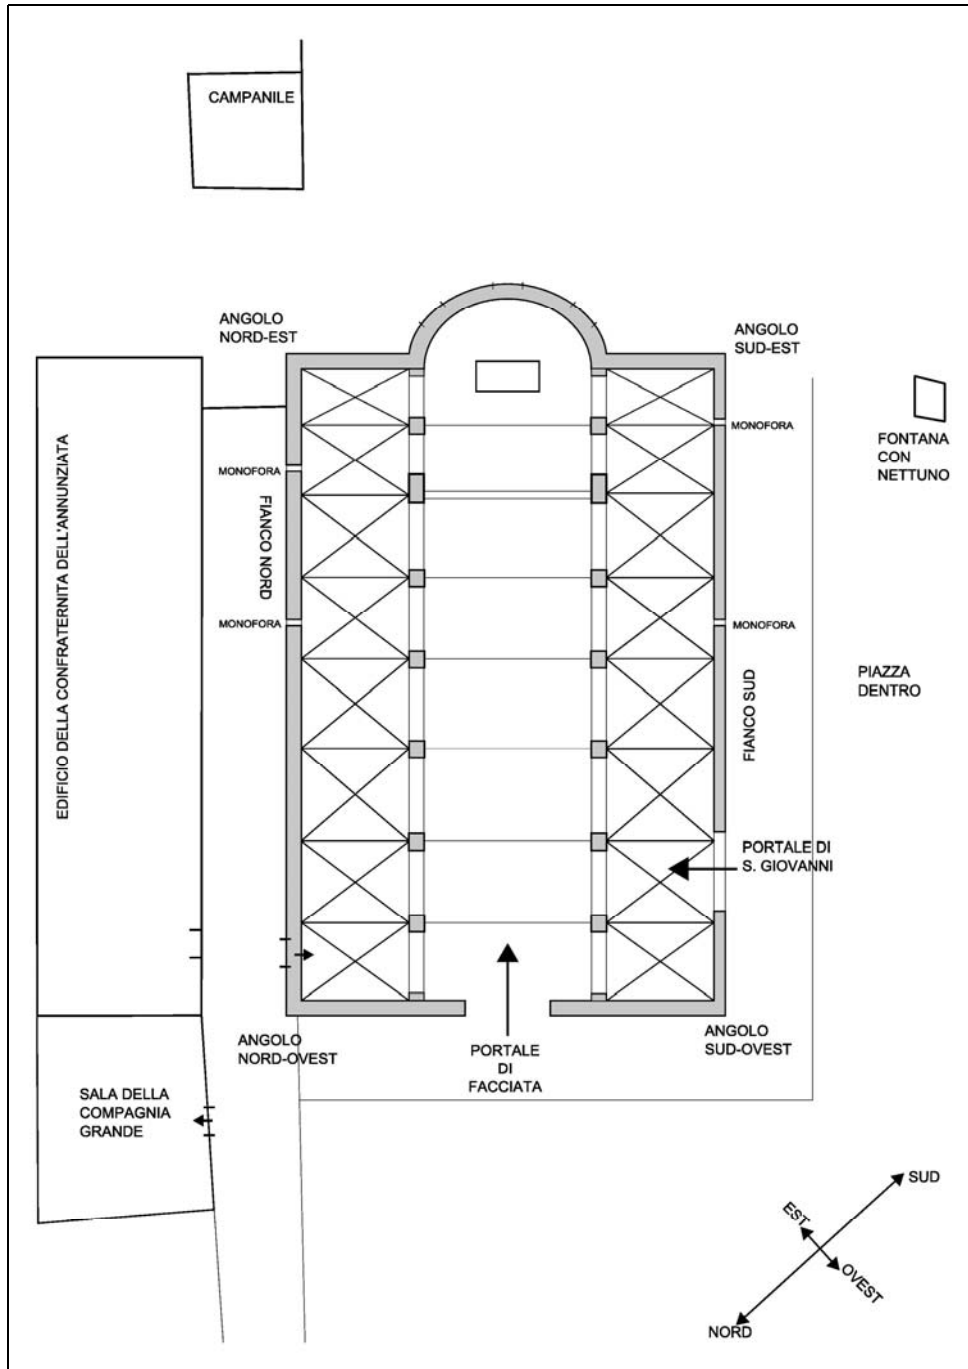 CAMPANILE
ANGOLO
NORD-EST
ANGOLO
SUD-EST
MONOFORA
FONTANA
CON
NETTUNO
MONOFORA
EDIFICIO DELLA CONFRATERNITA DELL'ANNUNZIATA
FIANCO NORD
MONOFORA
MONOFORA
PIAZZA
DENTRO
FIANCO SUD
PORTALE DI
S. GIOVANNI
ANGOLO
NORD-OVEST
PORTALE
DI
FACCIATA
ANGOLO
SUD-OVEST
SALA DELLA
COMPAGNIA
GRANDE
SUD
EST
OVEST
NORD